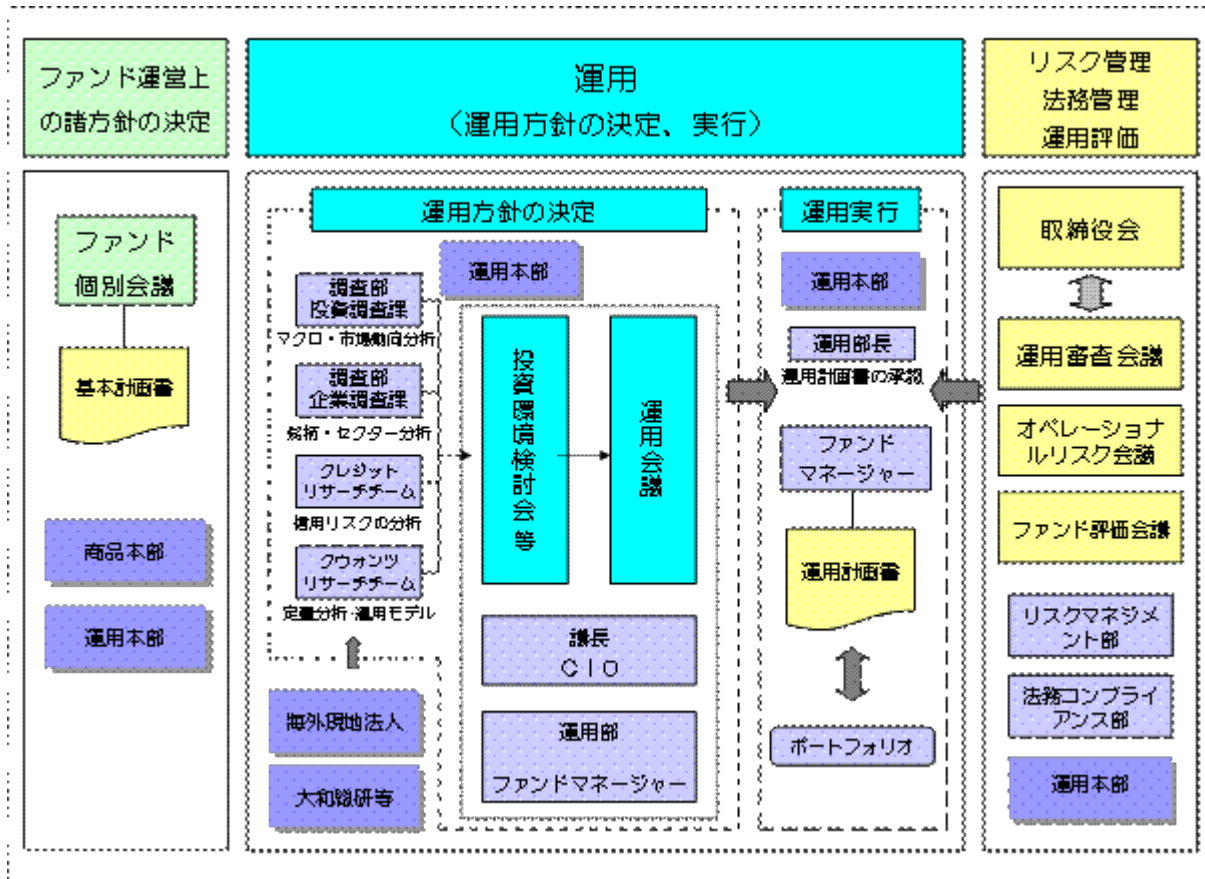 ファンド運営上
の諸方針の決定
運用
(運用方針の決定、実行)
リスク管理
法務管理
運用評価
ファンド
個別会議
基本計画書
商品本部
運用本部
運用方針の決定
運用本部
調査部
投資調査課
マクロ・市場動向分析
調査部
企業調査課
銘柄・セクター分析
クレジット
リサーチチーム
信用リスクの分析
クウォンツ
リサーチチーム
定量分析・運用モデル
海外現地法人
大和総研等
投資環境検討会等
運用会議
議長
CIO
運用部
ファンドマネージャー
運用実行
運用本部
運用部長
運用計画書の承認
ファンド
マネージャー
運用計画書
ポートフォリオ
取締役会
運用審査会議
オペレーショナ
ルリスク会議
ファンド評価会議
リスクマネジメ
ント部
法務コンプライ
アンス部
運用本部